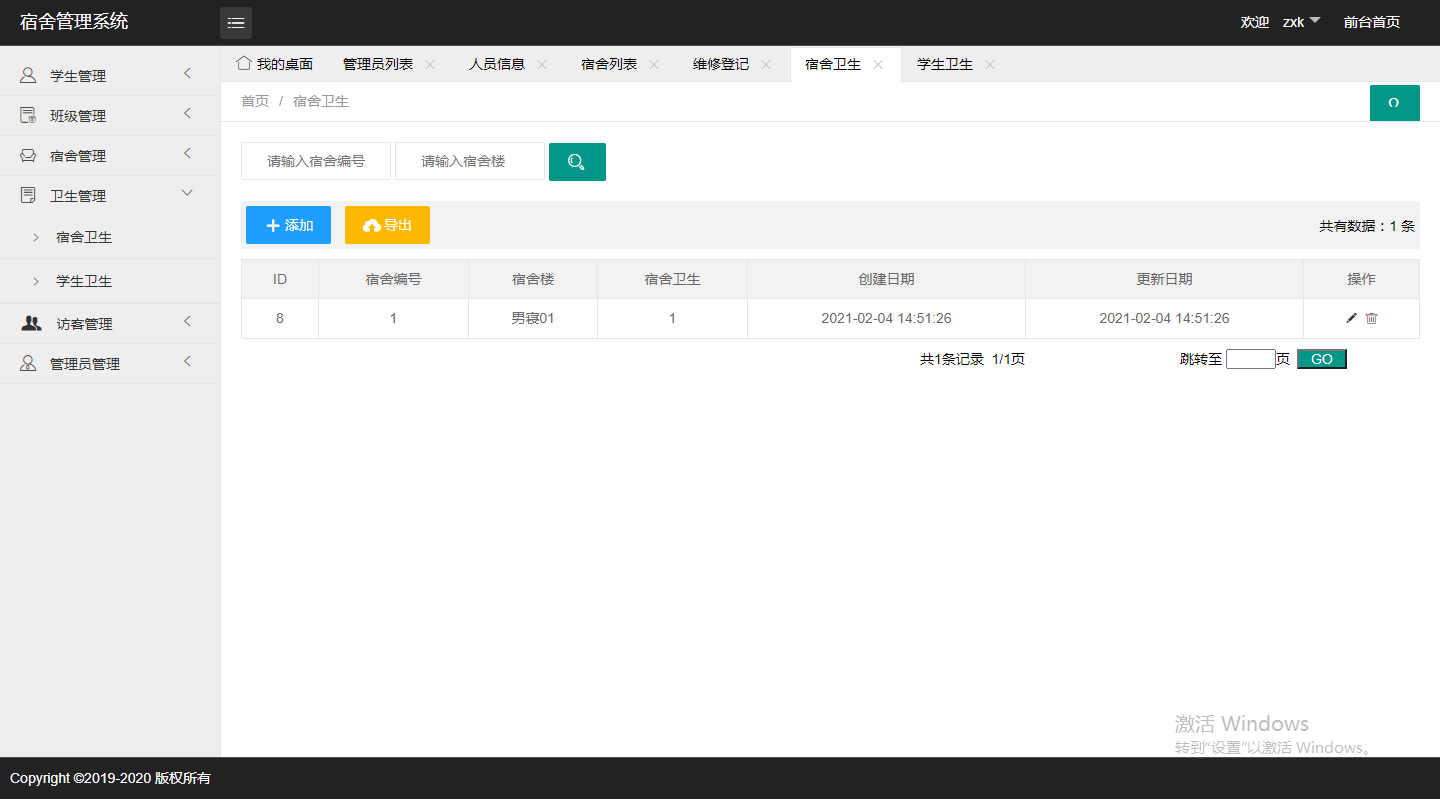 宿舍管理系统
欢迎 zxk 前台首页
学生管理
班级管理
宿舍管理
卫生管理
宿舍卫生
学生卫生
访客管理
管理员管理
我的桌面 管理员列表 人员信息 宿舍列表 维修登记 宿舍卫生 学生卫生
首页 / 宿舍卫生
请输入宿舍编号 请输入宿舍楼
添加 导出 共有数据：1 条
ID 宿舍编号 宿舍楼 宿舍卫生 创建日期 更新日期 操作
8 1 男寝01 1 2021-02-04 14:51:26 2021-02-04 14:51:26
共1条记录 1/1页 跳转至 页 GO
激活 Windows
转到“设置”以激活 Windows。
Copyright ©2019-2020 版权所有